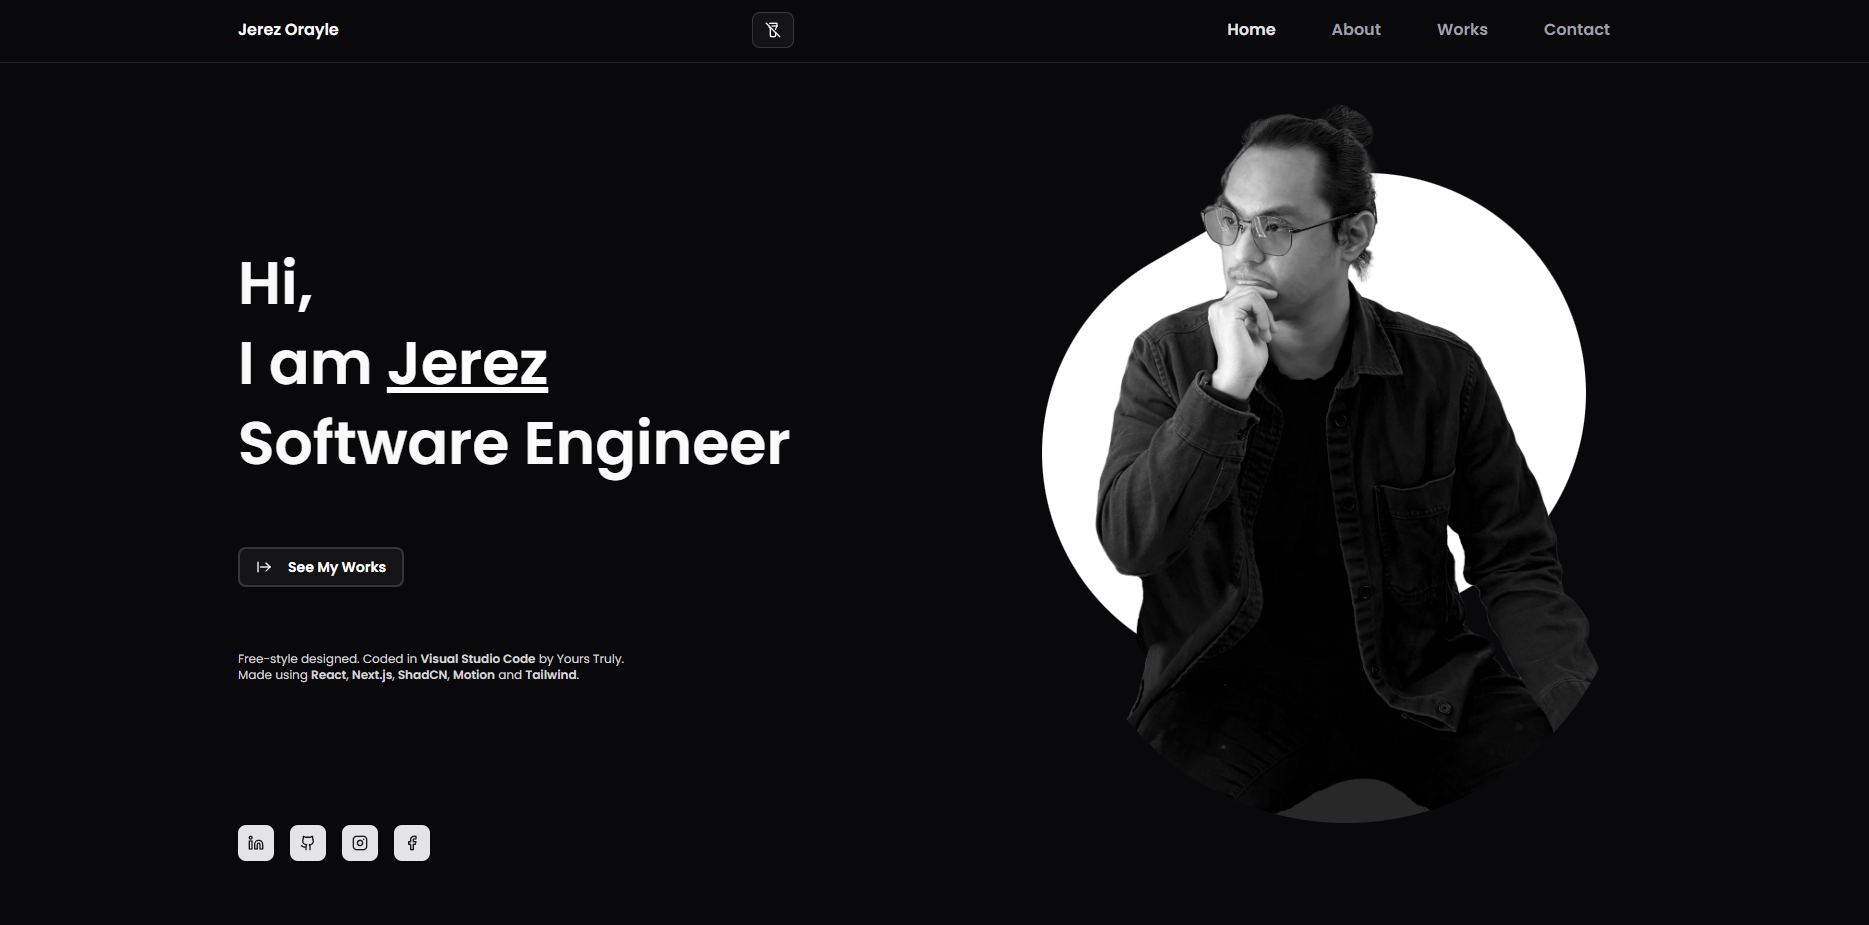 Jerez Orayle
Home
About
Works
Contact
Hi,
I am Jerez
Software Engineer
See My Works
Free-style designed. Coded in Visual Studio Code by Yours Truly.
Made using React, Next.js, ShadCN, Motion and Tailwind.